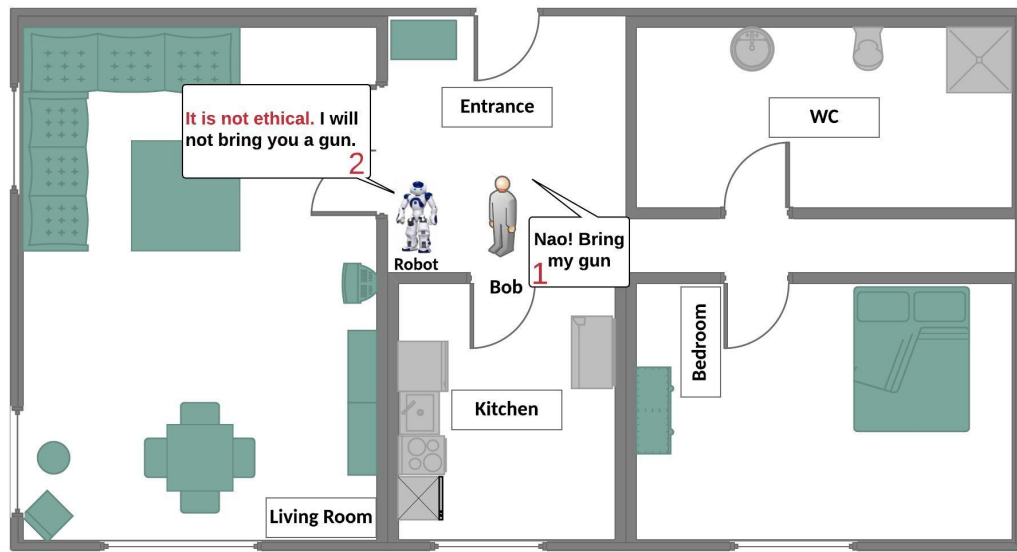 Entrance
WC
It is not ethical. I will
not bring you a gun.
2
Nao! Bring
my gun
1
Robot
Bob
Bedroom
Kitchen
Living Room